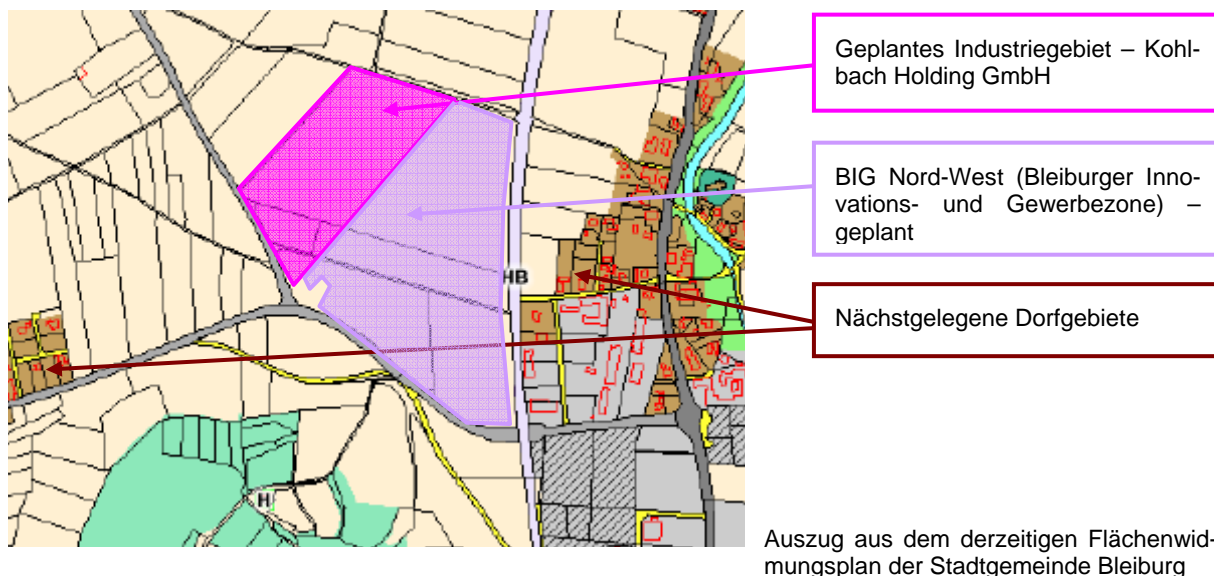 Geplantes Industriegebiet – Kohl-
bach Holding GmbH
BIG Nord-West (Bleiburger Inno-
vations- und Gewerbezone) –
geplant
HB
Nächstgelegene Dorfgebiete
H
Auszug aus dem derzeitigen Flächenwid-
mungsplan der Stadtgemeinde Bleiburg